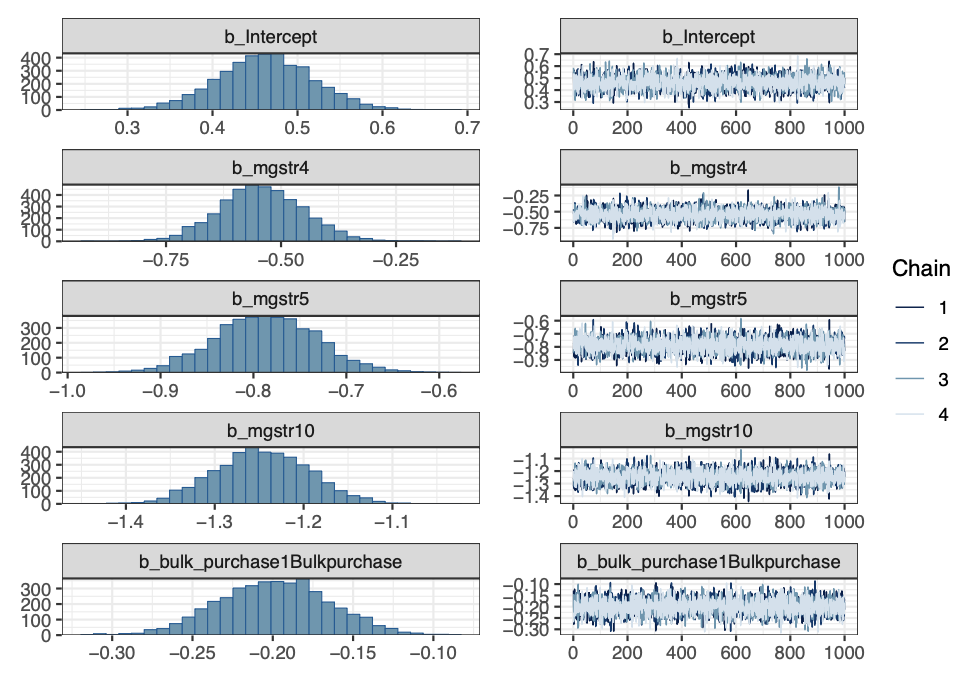 b_Intercept
400
300
200
100
0
0.3 0.4 0.5 0.6 0.7
b_Intercept
0.7
0.6
0.5
0.4
0.3
0 200 400 600 800 1000
b_mgstr4
400
300
200
100
0
−0.75 −0.50 −0.25
b_mgstr4
−0.25
−0.50
−0.75
0 200 400 600 800 1000
b_mgstr5
300
200
100
0
−1.0 −0.9 −0.8 −0.7 −0.6
b_mgstr5
−0.6
−0.7
−0.8
−0.9
0 200 400 600 800 1000
b_mgstr10
400
300
200
100
0
−1.4 −1.3 −1.2 −1.1
b_mgstr10
−1.1
−1.2
−1.3
−1.4
0 200 400 600 800 1000
b_bulk_purchase1Bulkpurchase
300
200
100
0
−0.30 −0.25 −0.20 −0.15 −0.10
b_bulk_purchase1Bulkpurchase
−0.10
−0.15
−0.20
−0.25
−0.30
0 200 400 600 800 1000
Chain
1
2
3
4